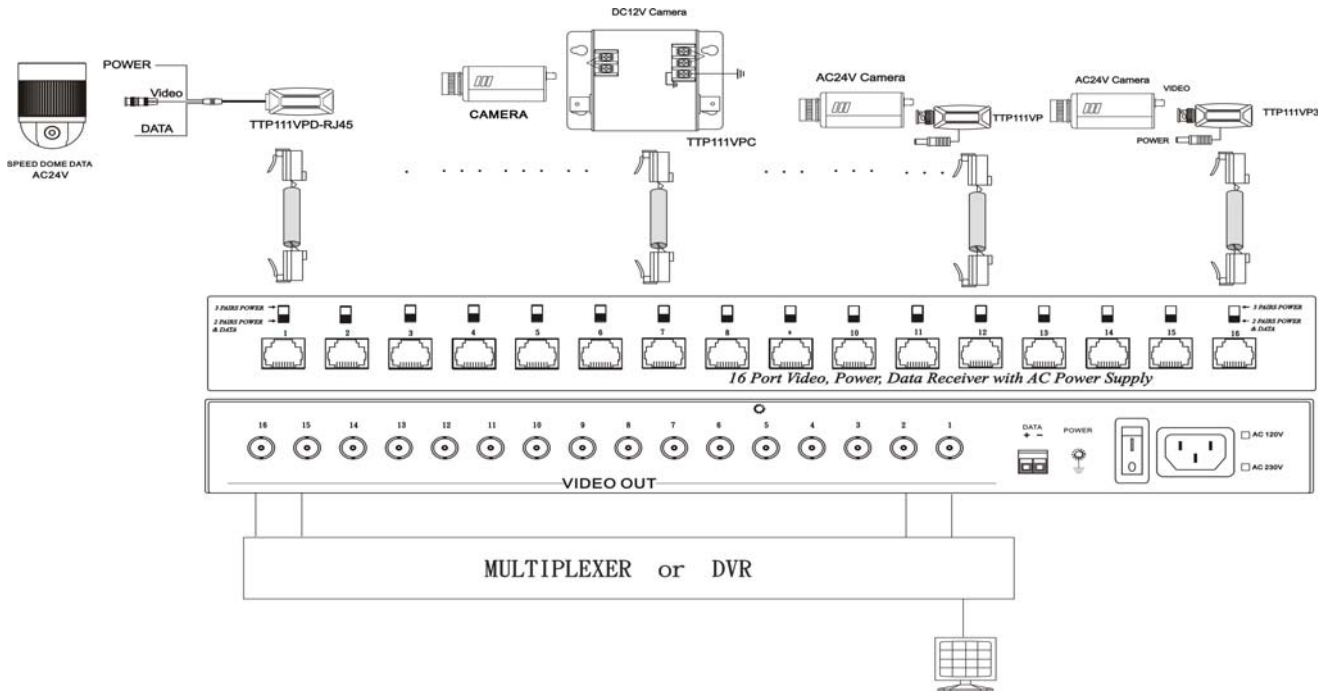 DC12V Camera
POWER
Video
DATA
TTP111VPD-RJ45
SPEED DOME DATA
AC24V
CAMERA
TTP111VPC
AC24V Camera
TTP111VP
AC24V Camera
VIDEO
TTP111VP3
POWER
3 PAIRS POWER
2 PAIRS POWER
& DATA
3 PAIRS POWER
2 PAIRS POWER
& DATA
1 2 3 4 5 6 7 8 + 10 11 12 13 14 15 16
16 Port Video, Power, Data Receiver with AC Power Supply
16 15 14 13 12 11 10 9 8 7 6 5 4 3 2 1
DATA
+ −
POWER
AC 120V
AC 230V
VIDEO OUT
MULTIPLEXER or DVR